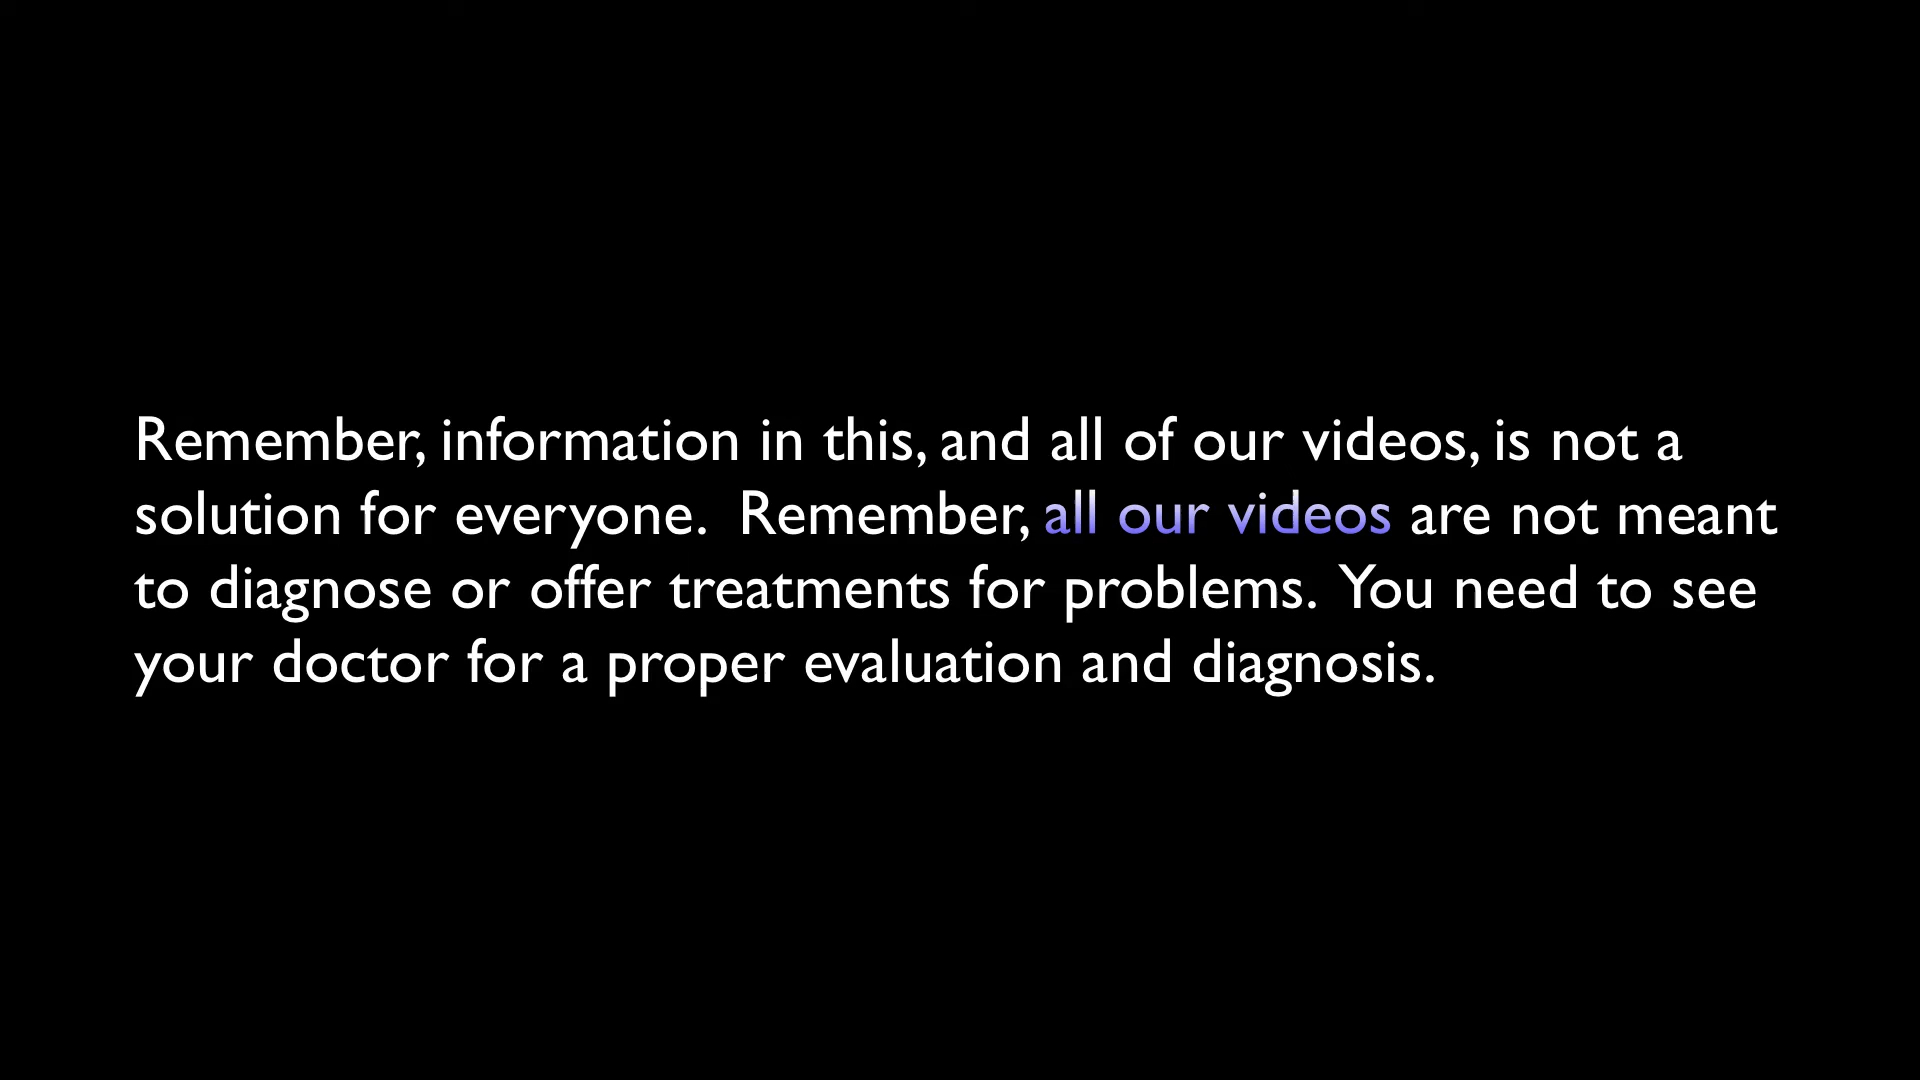 Remember, information in this, and all of our videos, is not a
solution for everyone.  Remember, all our videos are not meant
to diagnose or offer treatments for problems.  You need to see
your doctor for a proper evaluation and diagnosis.